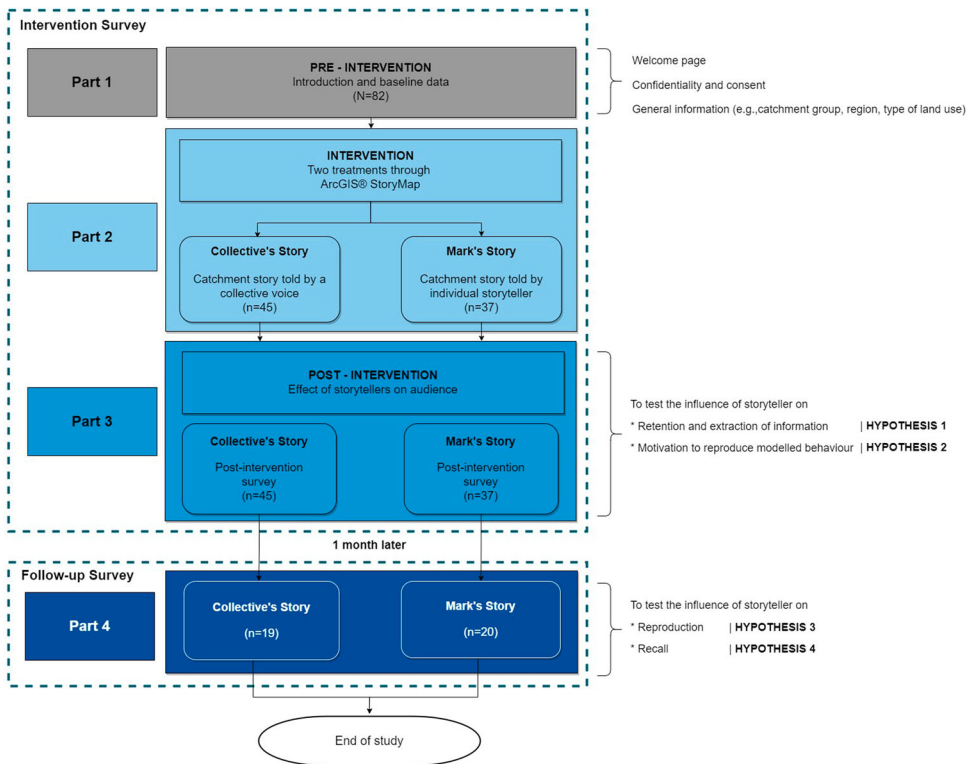 Intervention Survey
Part 1
PRE - INTERVENTION
Introduction and baseline data
(N=82)
Welcome page
Confidentiality and consent
General information (e.g.,catchment group, region, type of land use)
Part 2
INTERVENTION
Two treatments through
ArcGIS® StoryMap
Collective's Story
Catchment story told by a
collective voice
(n=45)
Mark's Story
Catchment story told by
individual storyteller
(n=37)
Part 3
POST - INTERVENTION
Effect of storytellers on audience
Collective's Story
Post-intervention
survey
(n=45)
Mark's Story
Post-intervention
survey
(n=37)
To test the influence of storyteller on
* Retention and extraction of information | HYPOTHESIS 1
* Motivation to reproduce modelled behaviour | HYPOTHESIS 2
1 month later
Follow-up Survey
Part 4
Collective's Story
(n=19)
Mark's Story
(n=20)
To test the influence of storyteller on
* Reproduction | HYPOTHESIS 3
* Recall | HYPOTHESIS 4
End of study